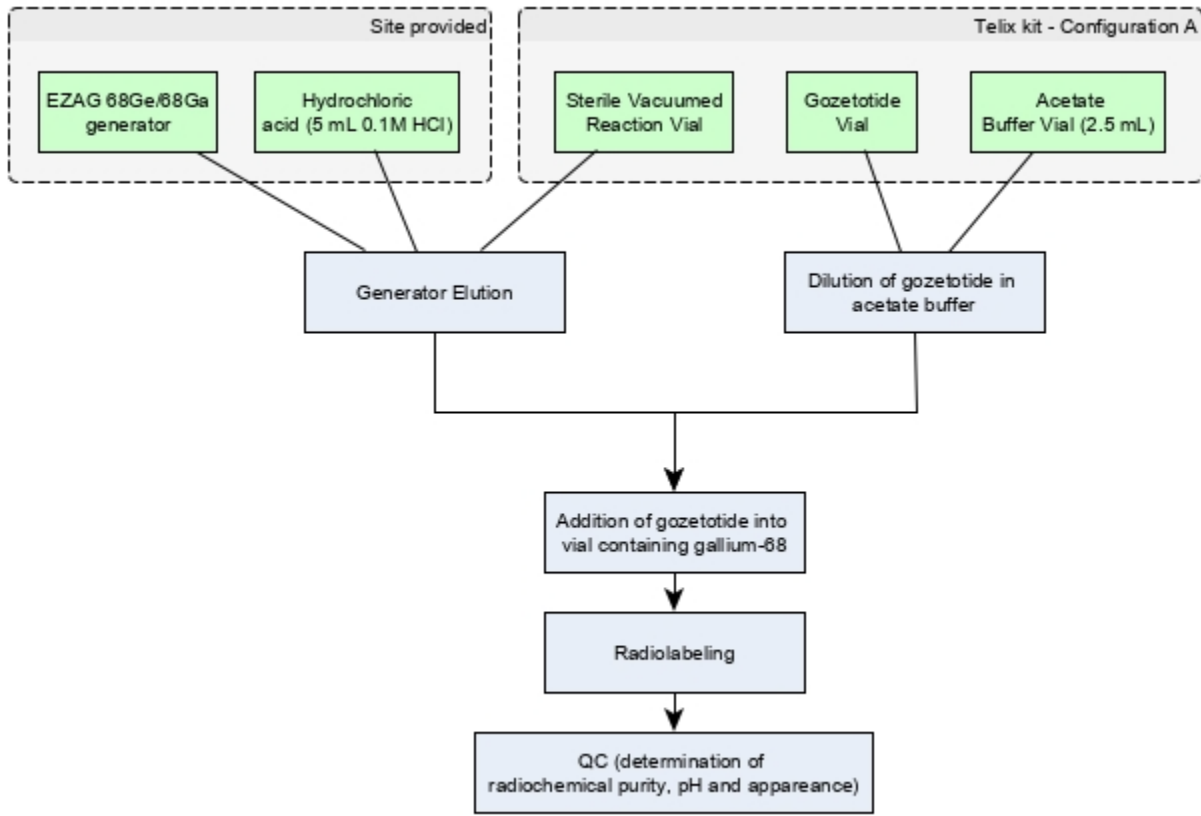 Site provided
Telix kit - Configuration A
EZAG 68Ge/68Ga
generator
Hydrochloric
acid (5 mL 0.1M HCl)
Sterile Vacuumed
Reaction Vial
Gozetotide
Vial
Acetate
Buffer Vial (2.5 mL)
Generator Elution
Dilution of gozetotide in
acetate buffer
Addition of gozetotide into
vial containing gallium-68
Radiolabeling
QC (determination of
radiochemical purity, pH and appareance)